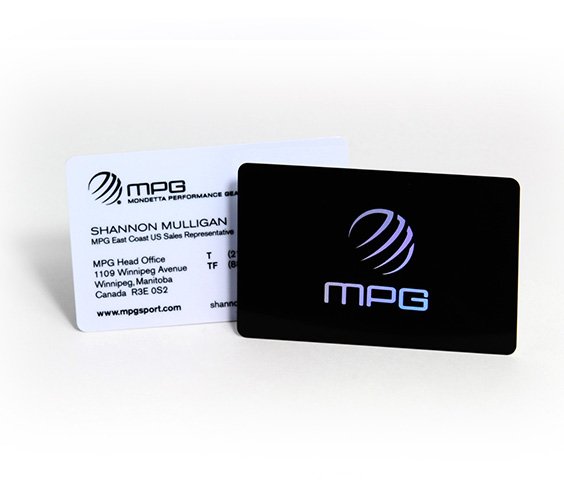 MPG
MONDETTA PERFORMANCE
SHANNON MULLIGAN
MPG East Coast US Sales Representative
MPG Head Office
1109 Winnipeg Avenue
Winnipeg, Manitoba
Canada R3E 0S2
T
TF
www.mpgsport.com
MPG